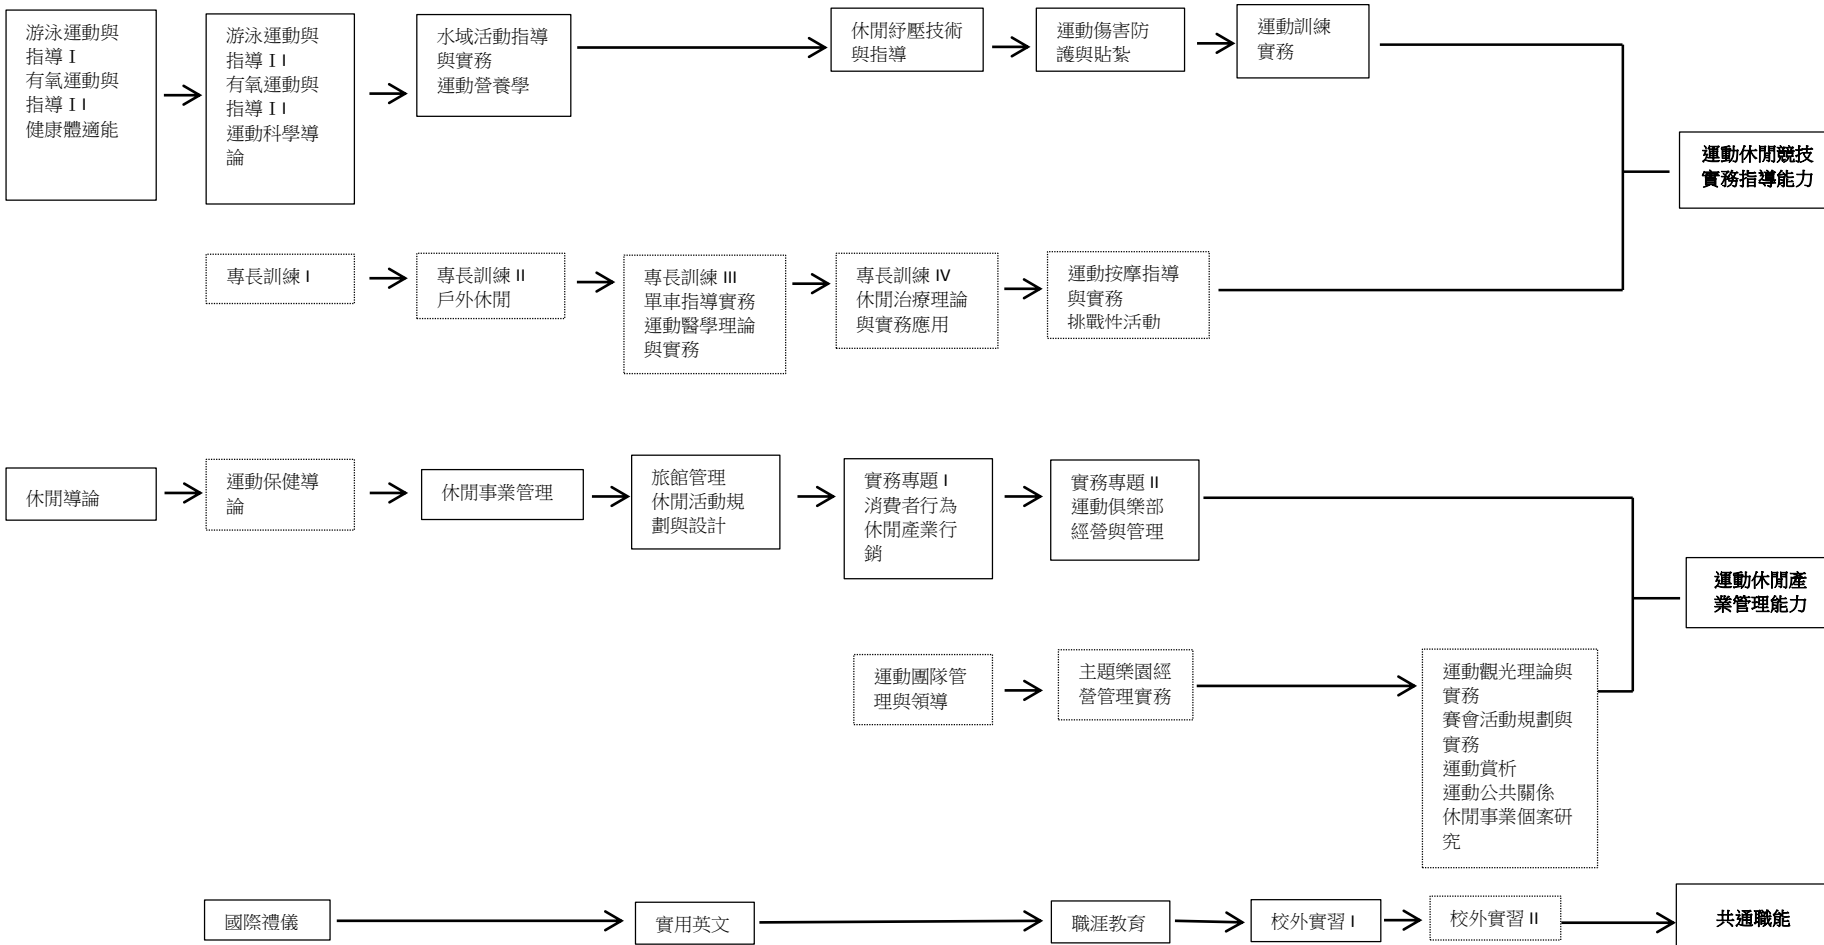 游泳運動與
指導 I
有氧運動與
指導 I I
健康體適能
游泳運動與
指導 I I
有氧運動與
指導 I I
運動科學導
論
水域活動指導
與實務
運動營養學
休閒紓壓技術
與指導
運動傷害防
護與貼紮
運動訓練
實務
運動休閒競技
實務指導能力
專長訓練 I
專長訓練 II
戶外休閒
專長訓練 III
單車指導實務
運動醫學理論
與實務
專長訓練 IV
休閒治療理論
與實務應用
運動按摩指導
與實務
挑戰性活動
休閒導論
運動保健導
論
休閒事業管理
旅館管理
休閒活動規
劃與設計
實務專題 I
消費者行為
休閒產業行
銷
實務專題 II
運動俱樂部
經營與管理
運動休閒產
業管理能力
運動團隊管
理與領導
主題樂園經
營管理實務
運動觀光理論與
實務
賽會活動規劃與
實務
運動賞析
運動公共關係
休閒事業個案研
究
國際禮儀
實用英文
職涯教育
校外實習 I
校外實習 II
共通職能